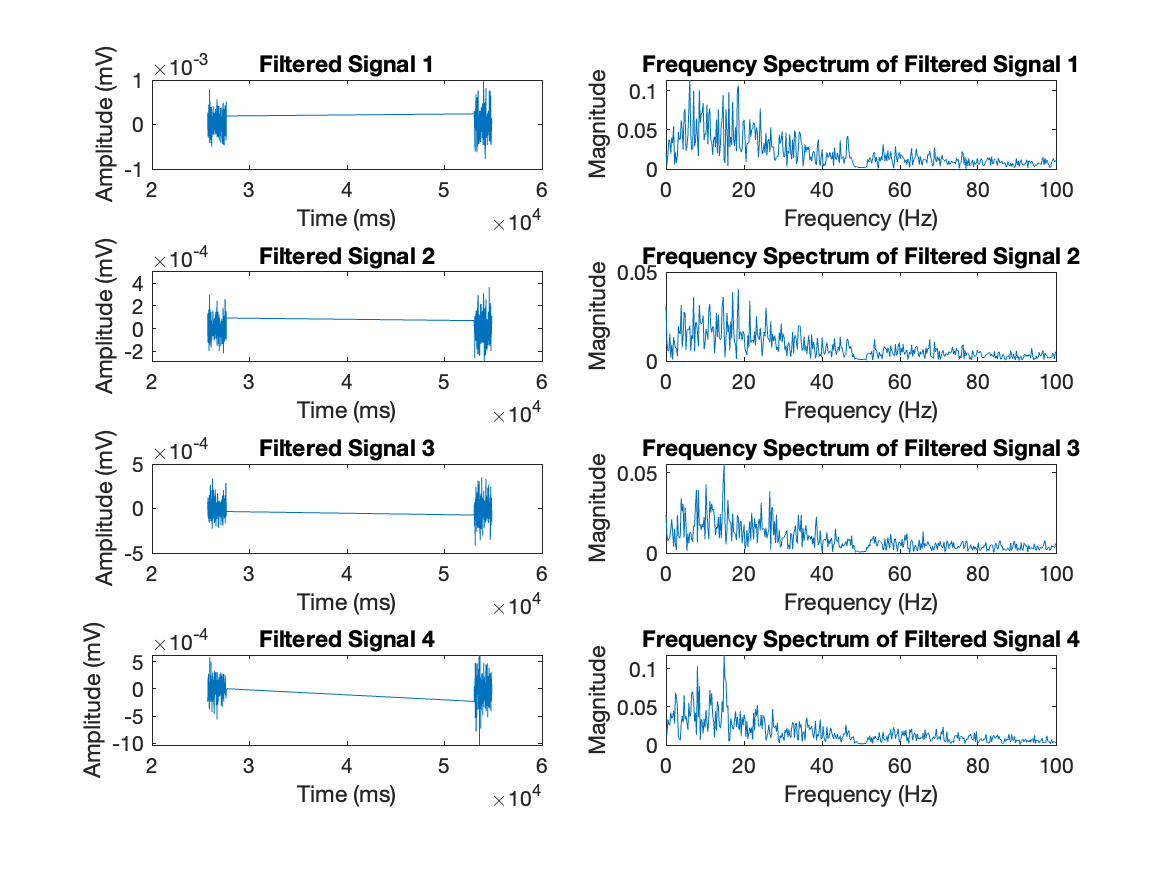 Filtered Signal 1
×10-3
Amplitude (mV)
1
0
-1
2 3 4 5 6
Time (ms)
×104
Frequency Spectrum of Filtered Signal 1
Magnitude
0.1
0.05
0
0 20 40 60 80 100
Frequency (Hz)
Filtered Signal 2
×10-4
Amplitude (mV)
4
2
0
-2
2 3 4 5 6
Time (ms)
×104
Frequency Spectrum of Filtered Signal 2
Magnitude
0.05
0
0 20 40 60 80 100
Frequency (Hz)
Filtered Signal 3
×10-4
Amplitude (mV)
5
0
-5
2 3 4 5 6
Time (ms)
×104
Frequency Spectrum of Filtered Signal 3
Magnitude
0.05
0
0 20 40 60 80 100
Frequency (Hz)
Filtered Signal 4
×10-4
Amplitude (mV)
5
0
-5
-10
2 3 4 5 6
Time (ms)
×104
Frequency Spectrum of Filtered Signal 4
Magnitude
0.1
0.05
0
0 20 40 60 80 100
Frequency (Hz)